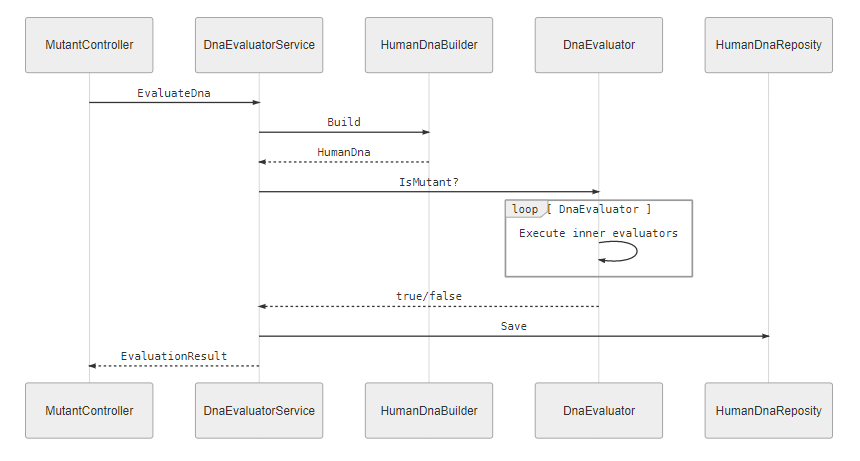 MutantController
DnaEvaluatorService
HumanDnaBuilder
DnaEvaluator
HumanDnaReposity
EvaluateDna
Build
HumanDna
IsMutant?
loop [ DnaEvaluator ]
Execute inner evaluators
true/false
Save
EvaluationResult
MutantController
DnaEvaluatorService
HumanDnaBuilder
DnaEvaluator
HumanDnaReposity